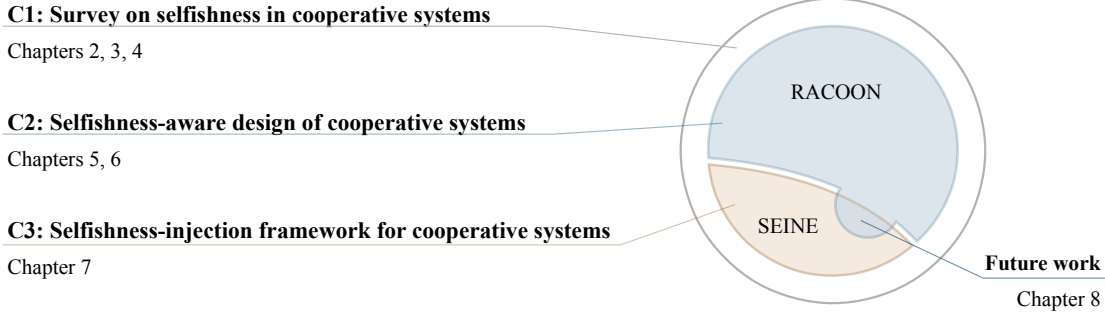 C1: Survey on selfishness in cooperative systems
Chapters 2, 3, 4
RACOON
C2: Selfishness-aware design of cooperative systems
Chapters 5, 6
C3: Selfishness-injection framework for cooperative systems
SEINE
Chapter 7
Future work
Chapter 8